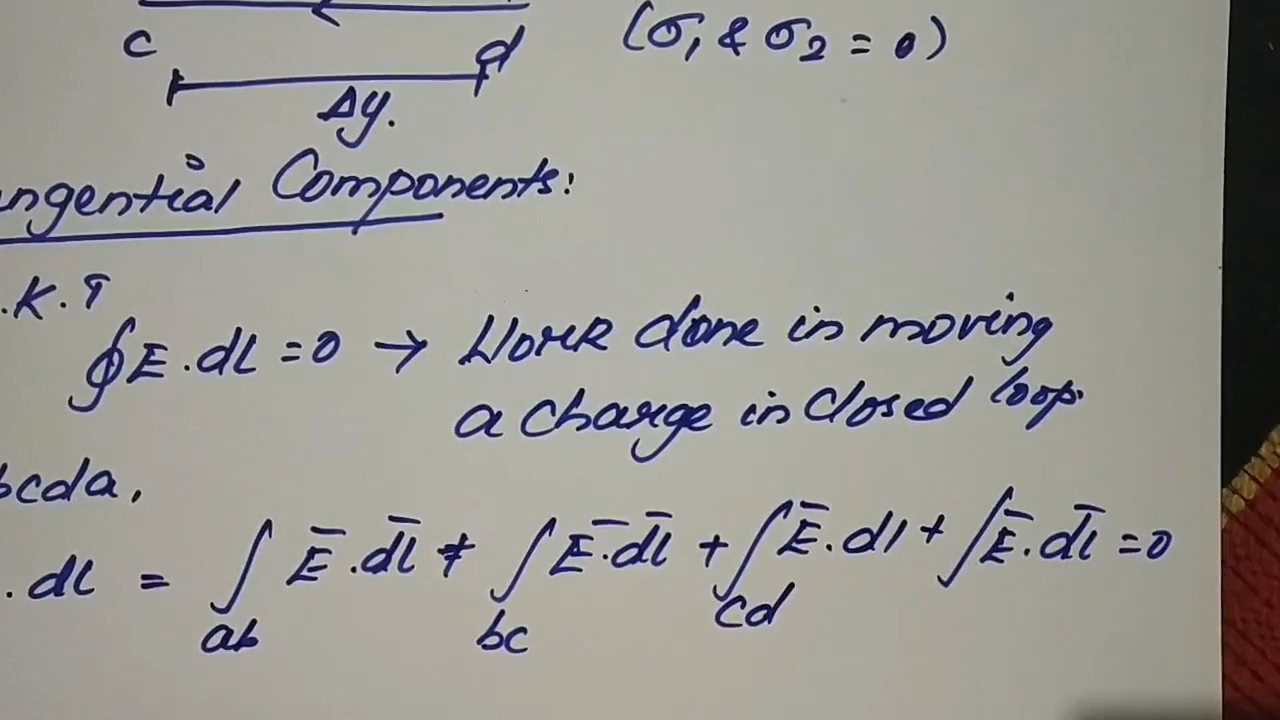 c d (σ₁ & σ₂ = 0)
Δy.
ngential Components:
.K.T
∮E.dl = 0 → Work done in moving
a charge in closed loop.
bcda,
.dl = ∫ E̅.dl̅ + ∫ E̅.dl̅ + ∫ E̅.dl + ∫ E̅.dl̅ = 0
ab bc cd